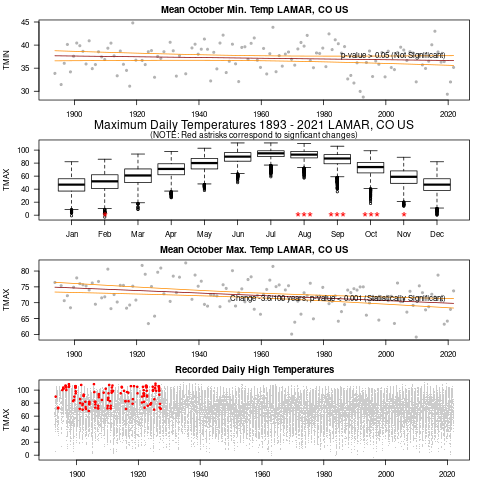 Mean October Min. Temp LAMAR, CO US
TMIN
45
40
35
30
p-value > 0.05 (Not Significant)
1900 1920 1940 1960 1980 2000 2020
Maximum Daily Temperatures 1893 - 2021 LAMAR, CO US
(NOTE: Red astrisks correspond to signficant changes)
TMAX
100
80
60
40
20
0
*** *** *** *
Jan Feb Mar Apr May Jun Jul Aug Sep Oct Nov Dec
Mean October Max. Temp LAMAR, CO US
TMAX
80
75
70
65
60
Change -3.6/100 years; p-value < 0.001 (Statistically Significant)
1900 1920 1940 1960 1980 2000 2020
Recorded Daily High Temperatures
TMAX
100
80
60
40
20
0
1900 1920 1940 1960 1980 2000 2020